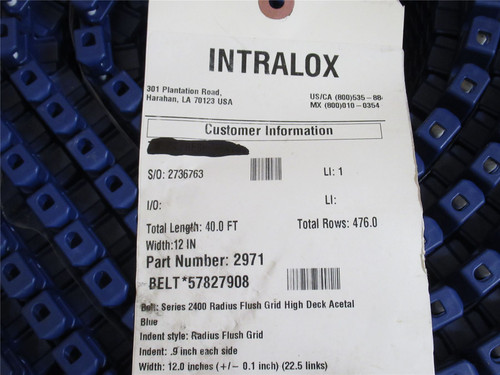 INTRALOX
301 Plantation Road,
Harahan, LA 70123 USA
US/CA (800)535-88
MX (800)010-0354
Customer Information
S/O: 2736763
LI: 1
I/O:
LI:
Total Length: 40.0 FT
Total Rows: 476.0
Width:12 IN
Part Number: 2971
BELT*57827908
Belt: Series 2400 Radius Flush Grid High Deck Acetal
Blue
Indent style: Radius Flush Grid
Indent: .9 inch each side
Width: 12.0 inches (+/- 0.1 inch) (22.5 links)